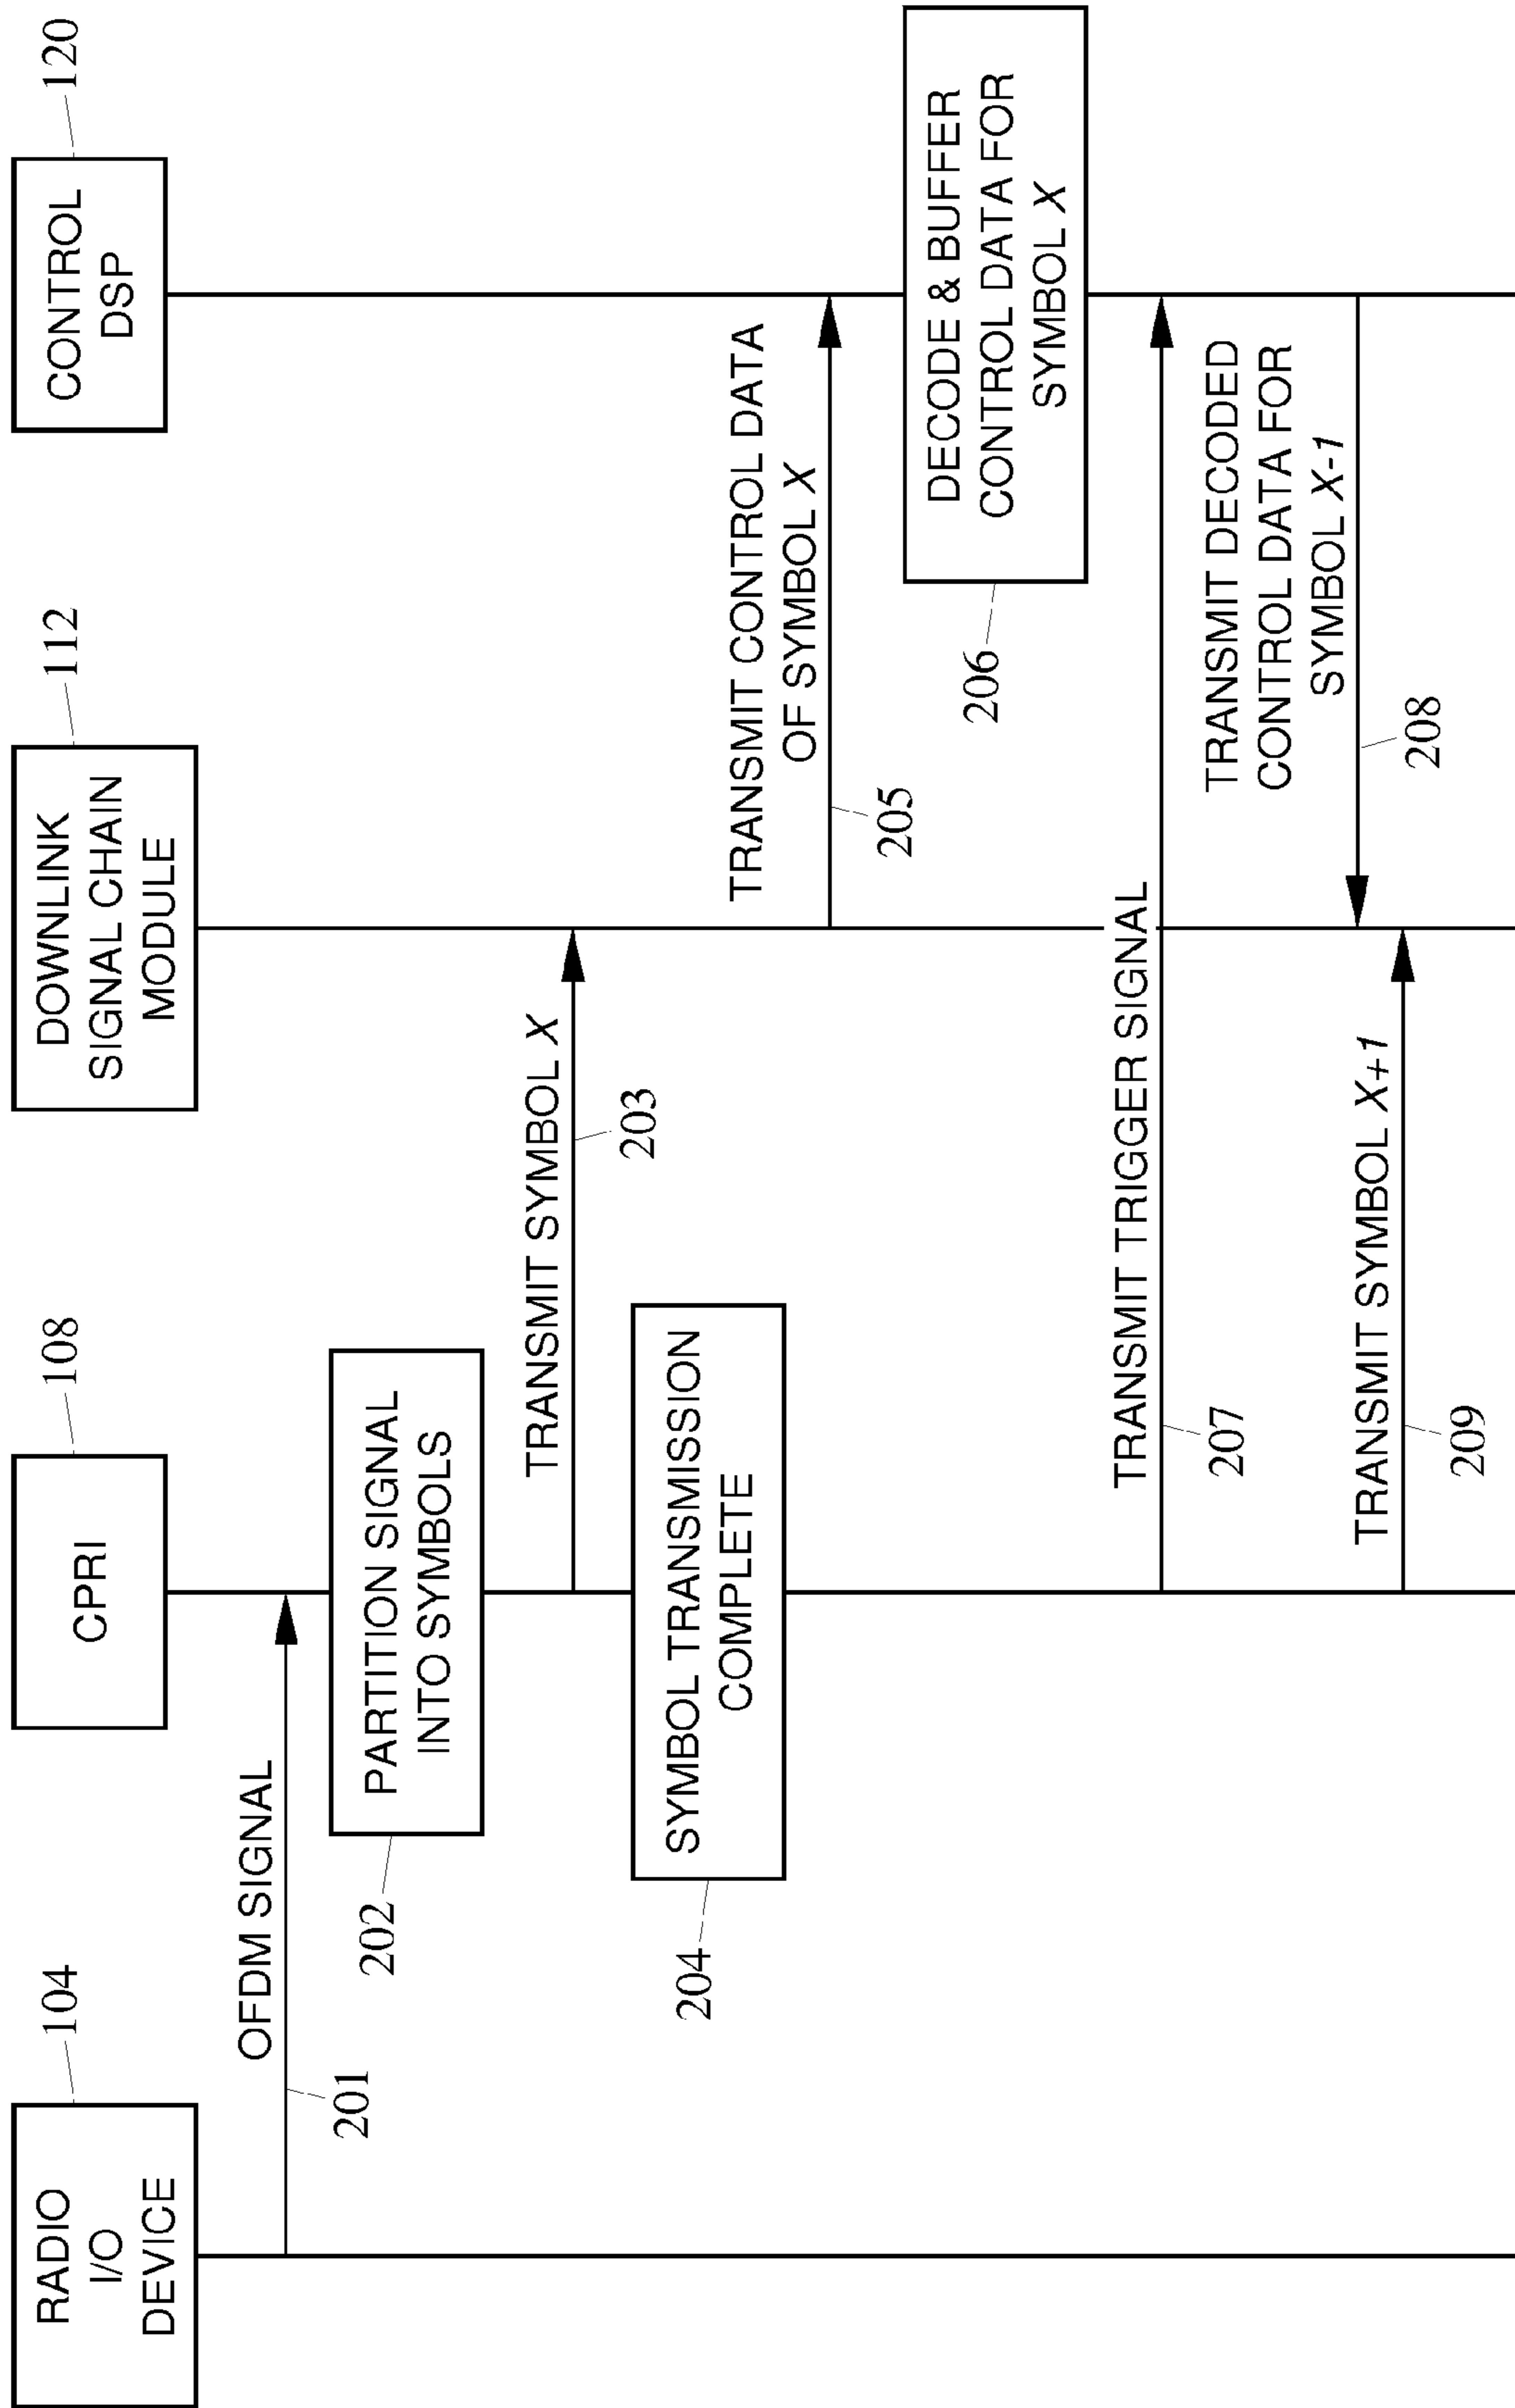 RADIO
I/O
DEVICE
104
CPRI
108
DOWNLINK
SIGNAL CHAIN
MODULE
112
CONTROL
DSP
120
OFDM SIGNAL
201
PARTITION SIGNAL
INTO SYMBOLS
202
TRANSMIT SYMBOL X
203
SYMBOL TRANSMISSION
COMPLETE
204
TRANSMIT CONTROL DATA
OF SYMBOL X
205
DECODE & BUFFER
CONTROL DATA FOR
SYMBOL X
206
TRANSMIT TRIGGER SIGNAL
207
TRANSMIT DECODED
CONTROL DATA FOR
SYMBOL X-1
208
TRANSMIT SYMBOL X+1
209